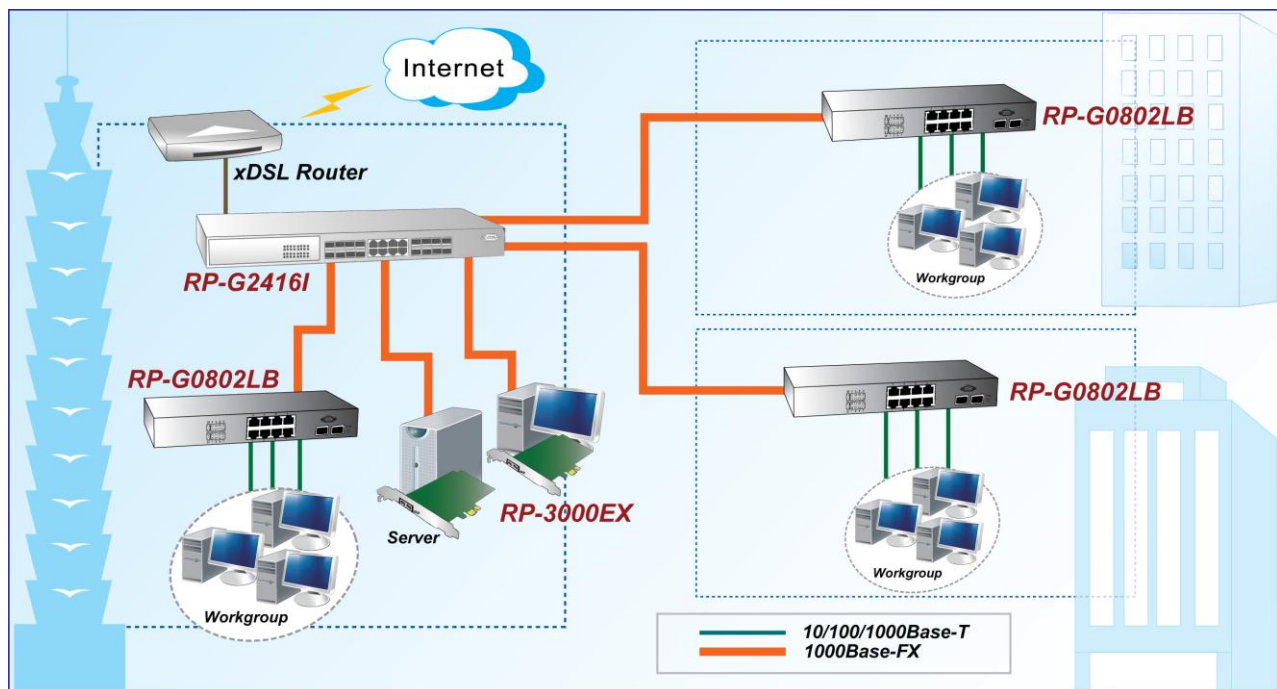 Internet
xDSL Router
RP-G2416I
RP-G0802LB
Workgroup
Server
RP-3000EX
RP-G0802LB
Workgroup
RP-G0802LB
Workgroup
10/100/1000Base-T
1000Base-FX